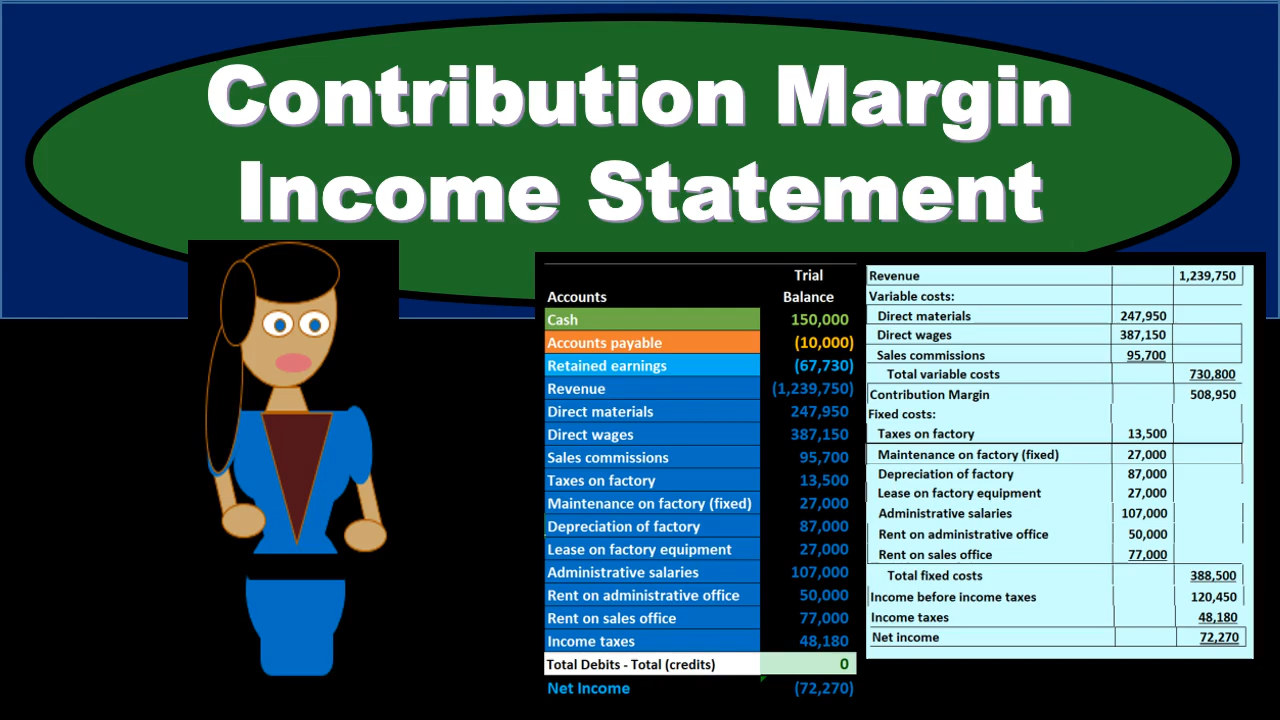 Contribution Margin
Income Statement
Trial
Accounts Balance
Cash 150,000
Accounts payable (10,000)
Retained earnings (67,730)
Revenue (1,239,750)
Direct materials 247,950
Direct wages 387,150
Sales commissions 95,700
Taxes on factory 13,500
Maintenance on factory (fixed) 27,000
Depreciation of factory 87,000
Lease on factory equipment 27,000
Administrative salaries 107,000
Rent on administrative office 50,000
Rent on sales office 77,000
Income taxes 48,180
Total Debits - Total (credits) 0
Net Income (72,270)
Revenue 1,239,750
Variable costs:
Direct materials 247,950
Direct wages 387,150
Sales commissions 95,700
Total variable costs 730,800
Contribution Margin 508,950
Fixed costs:
Taxes on factory 13,500
Maintenance on factory (fixed) 27,000
Depreciation of factory 87,000
Lease on factory equipment 27,000
Administrative salaries 107,000
Rent on administrative office 50,000
Rent on sales office 77,000
Total fixed costs 388,500
Income before income taxes 120,450
Income taxes 48,180
Net income 72,270